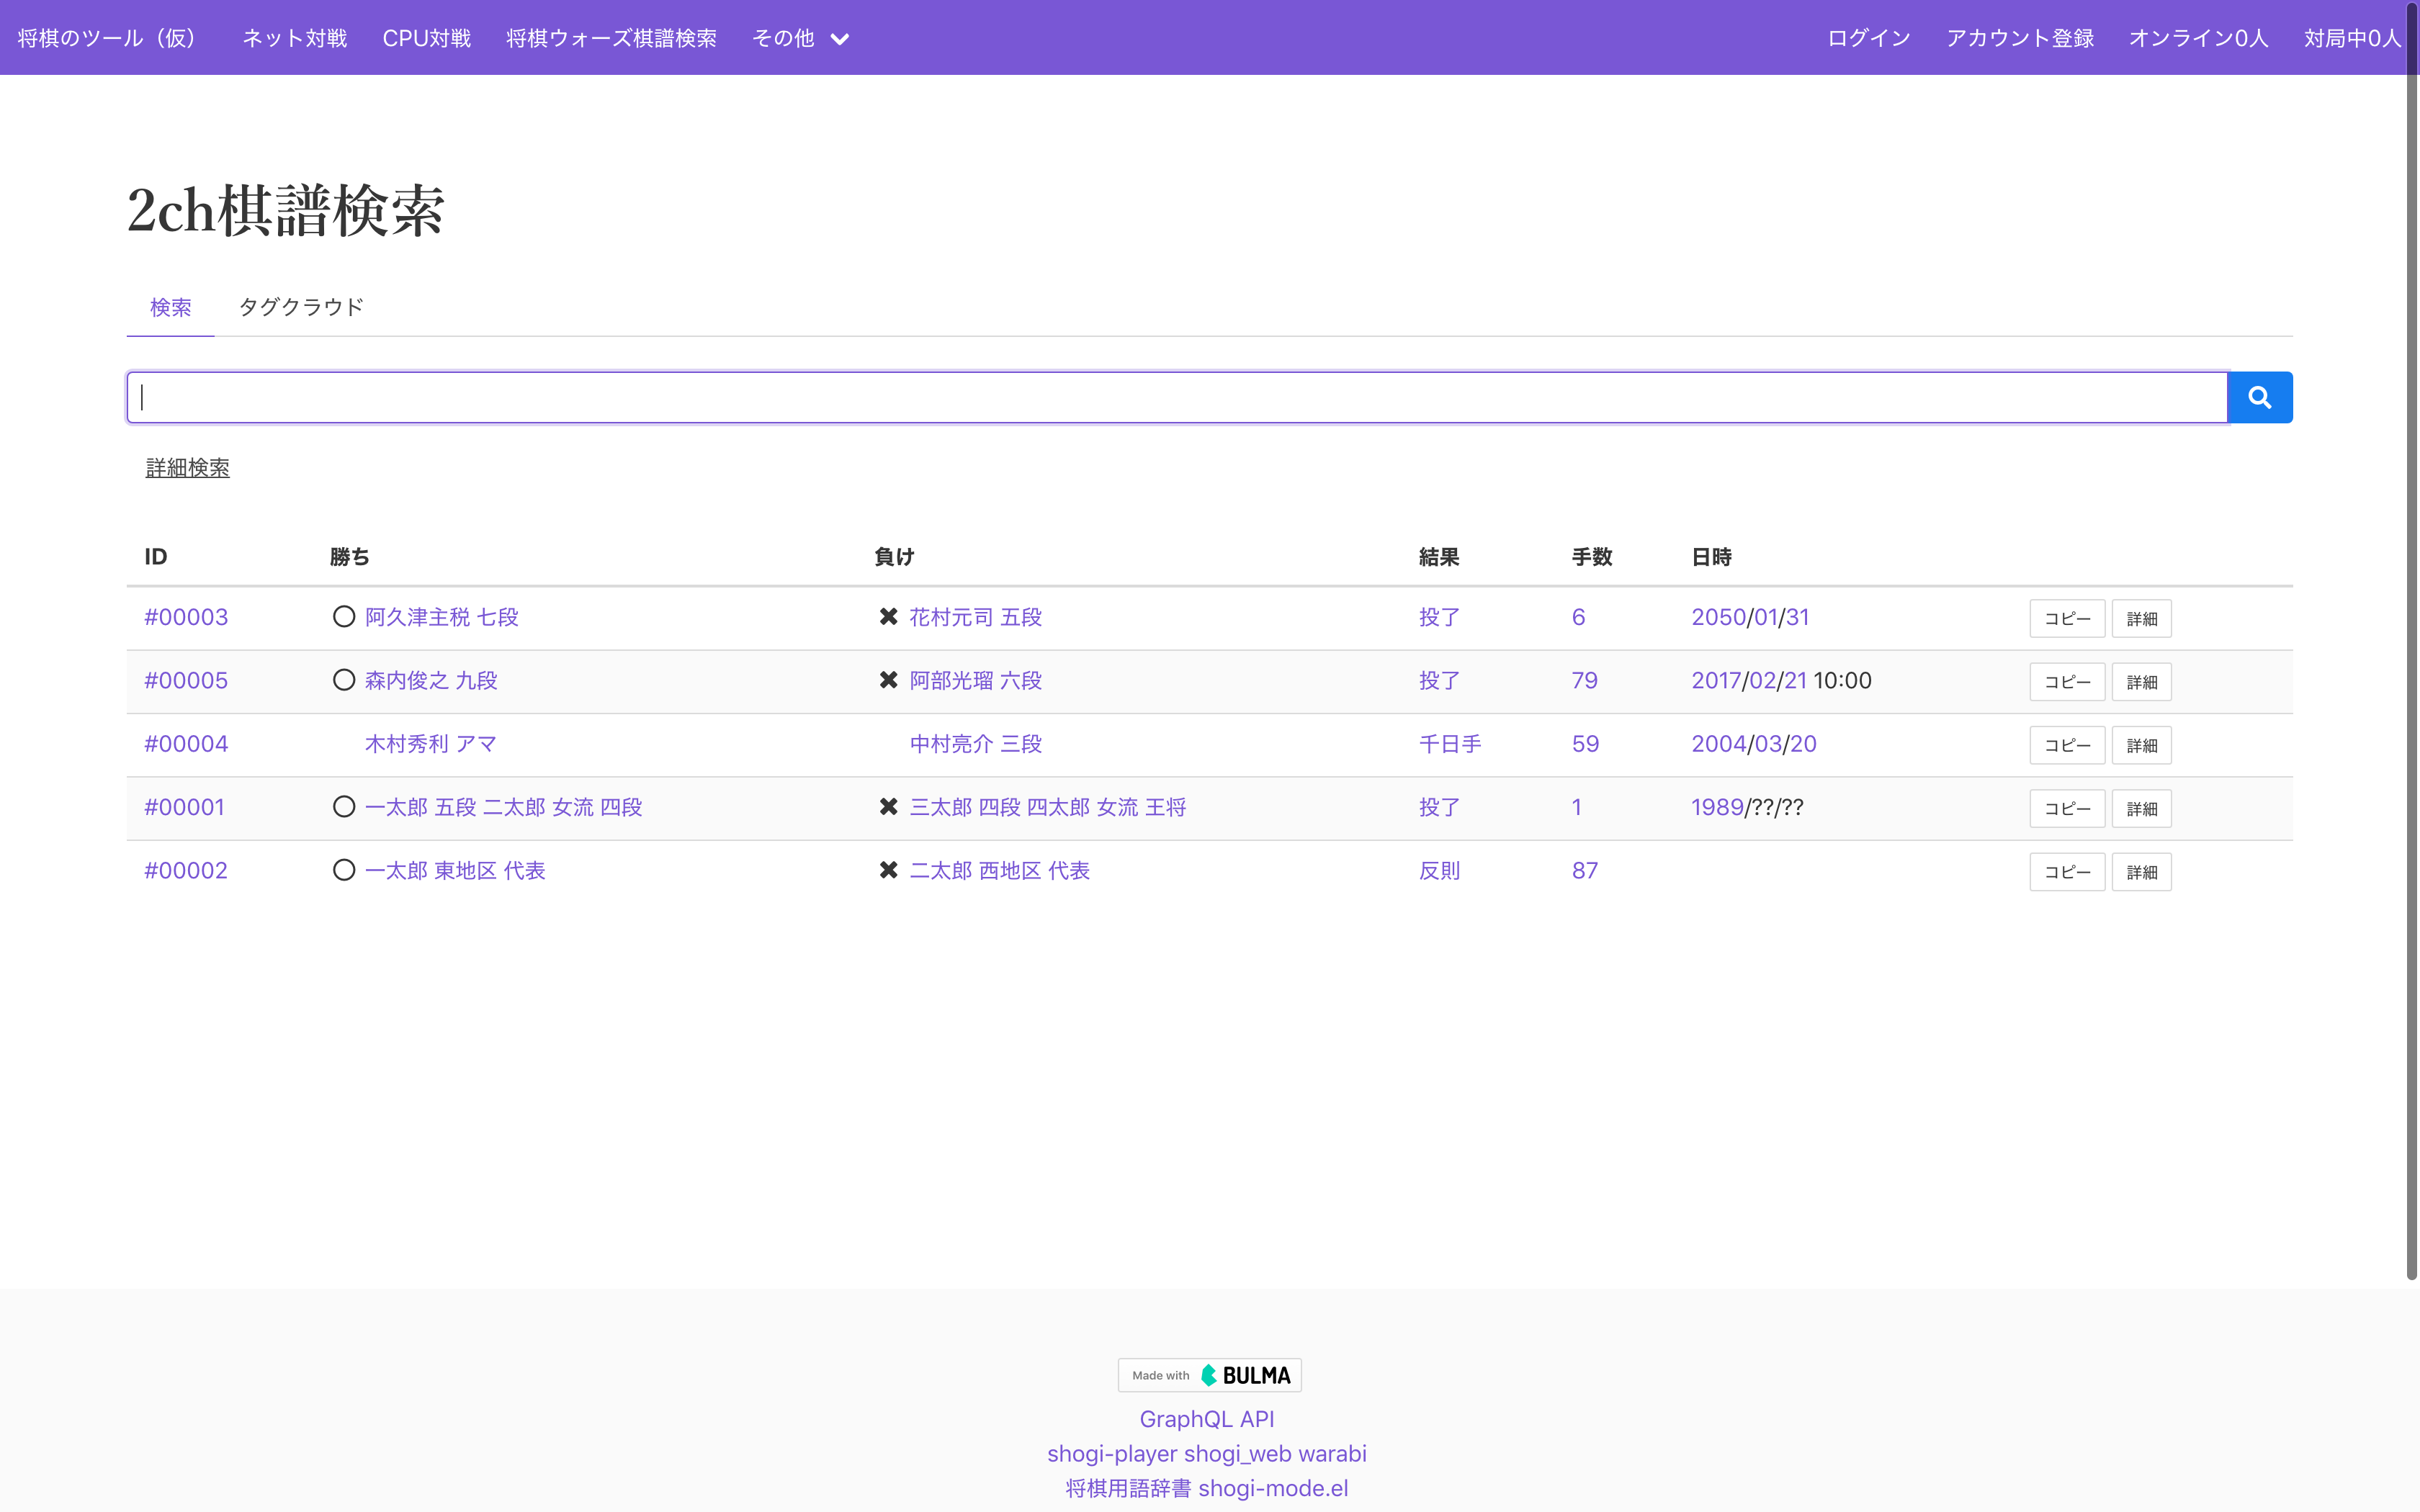 将棋のツール（仮） ネット対戦 CPU対戦 将棋ウォーズ棋譜検索 その他 ログイン アカウント登録 オンライン0人 対局中0人
2ch棋譜検索
検索 タグクラウド
詳細検索
ID 勝ち 負け 結果 手数 日時
#00003 阿久津主税 七段 花村元司 五段 投了 6 2050/01/31 コピー 詳細
#00005 森内俊之 九段 阿部光瑠 六段 投了 79 2017/02/21 10:00 コピー 詳細
#00004 木村秀利 アマ 中村亮介 三段 千日手 59 2004/03/20 コピー 詳細
#00001 一太郎 五段 二太郎 女流 四段 三太郎 四段 四太郎 女流 王将 投了 1 1989/??/?? コピー 詳細
#00002 一太郎 東地区 代表 二太郎 西地区 代表 反則 87 コピー 詳細
Made with BULMA
GraphQL API
shogi-player shogi_web warabi
将棋用語辞書 shogi-mode.el